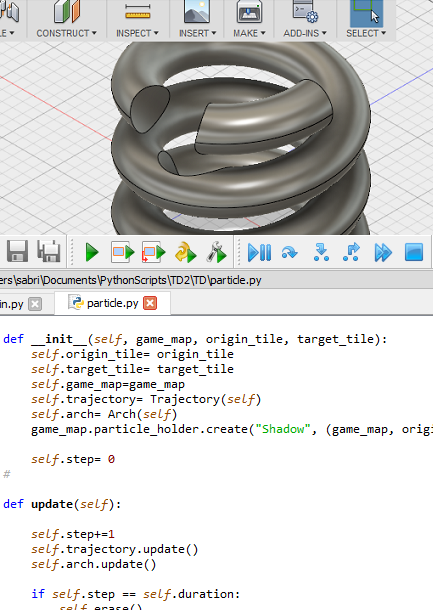 CONSTRUCT INSPECT INSERT MAKE ADD-INS SELECT
ers\sabri\Documents\PythonScripts\TD2\TD\particle.py
in.py particle.py
def __init__(self, game_map, origin_tile, target_tile):
self.origin_tile= origin_tile
self.target_tile= target_tile
self.game_map=game_map
self.trajectory= Trajectory(self)
self.arch= Arch(self)
game_map.particle_holder.create("Shadow", (game_map, orig
self.step= 0
#
def update(self):
self.step+=1
self.trajectory.update()
self.arch.update()
if self.step == self.duration:
self.erase()